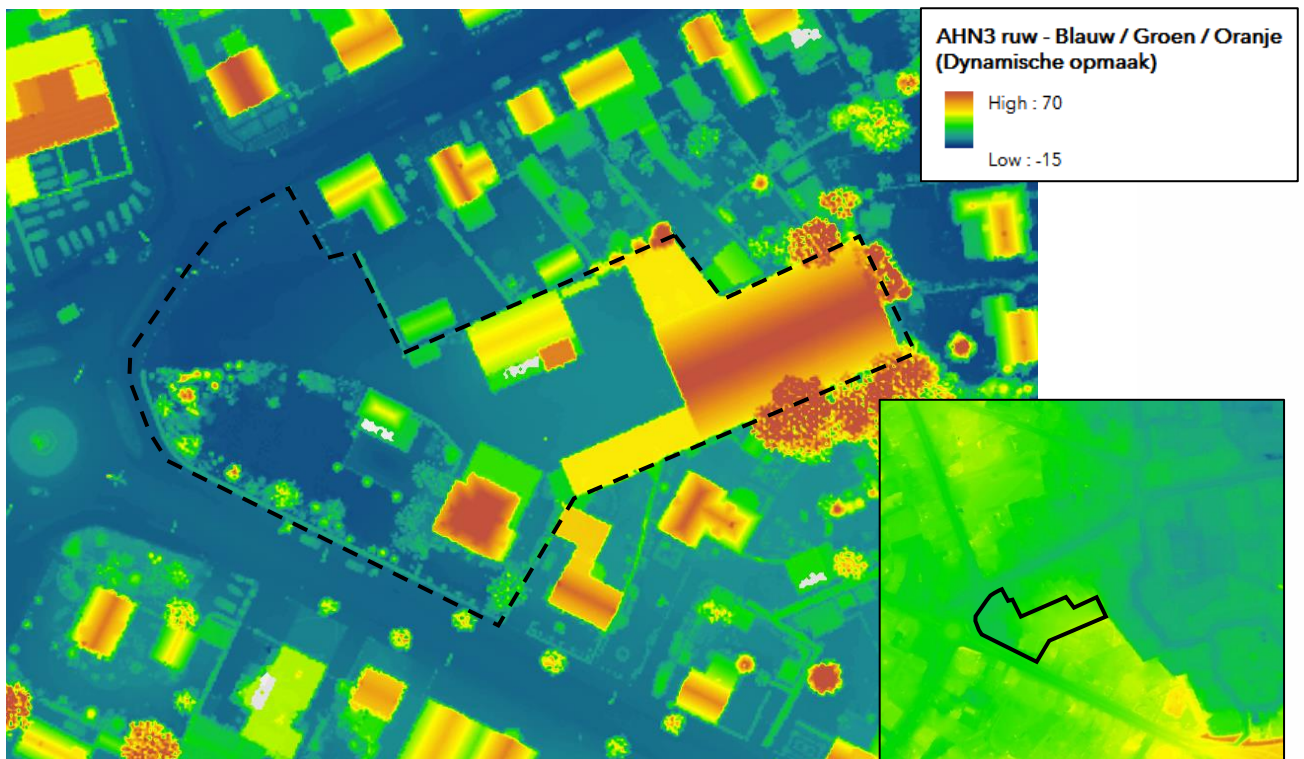 AHN3 ruw - Blauw / Groen / Oranje
(Dynamische opmaak)
High : 70
Low : -15